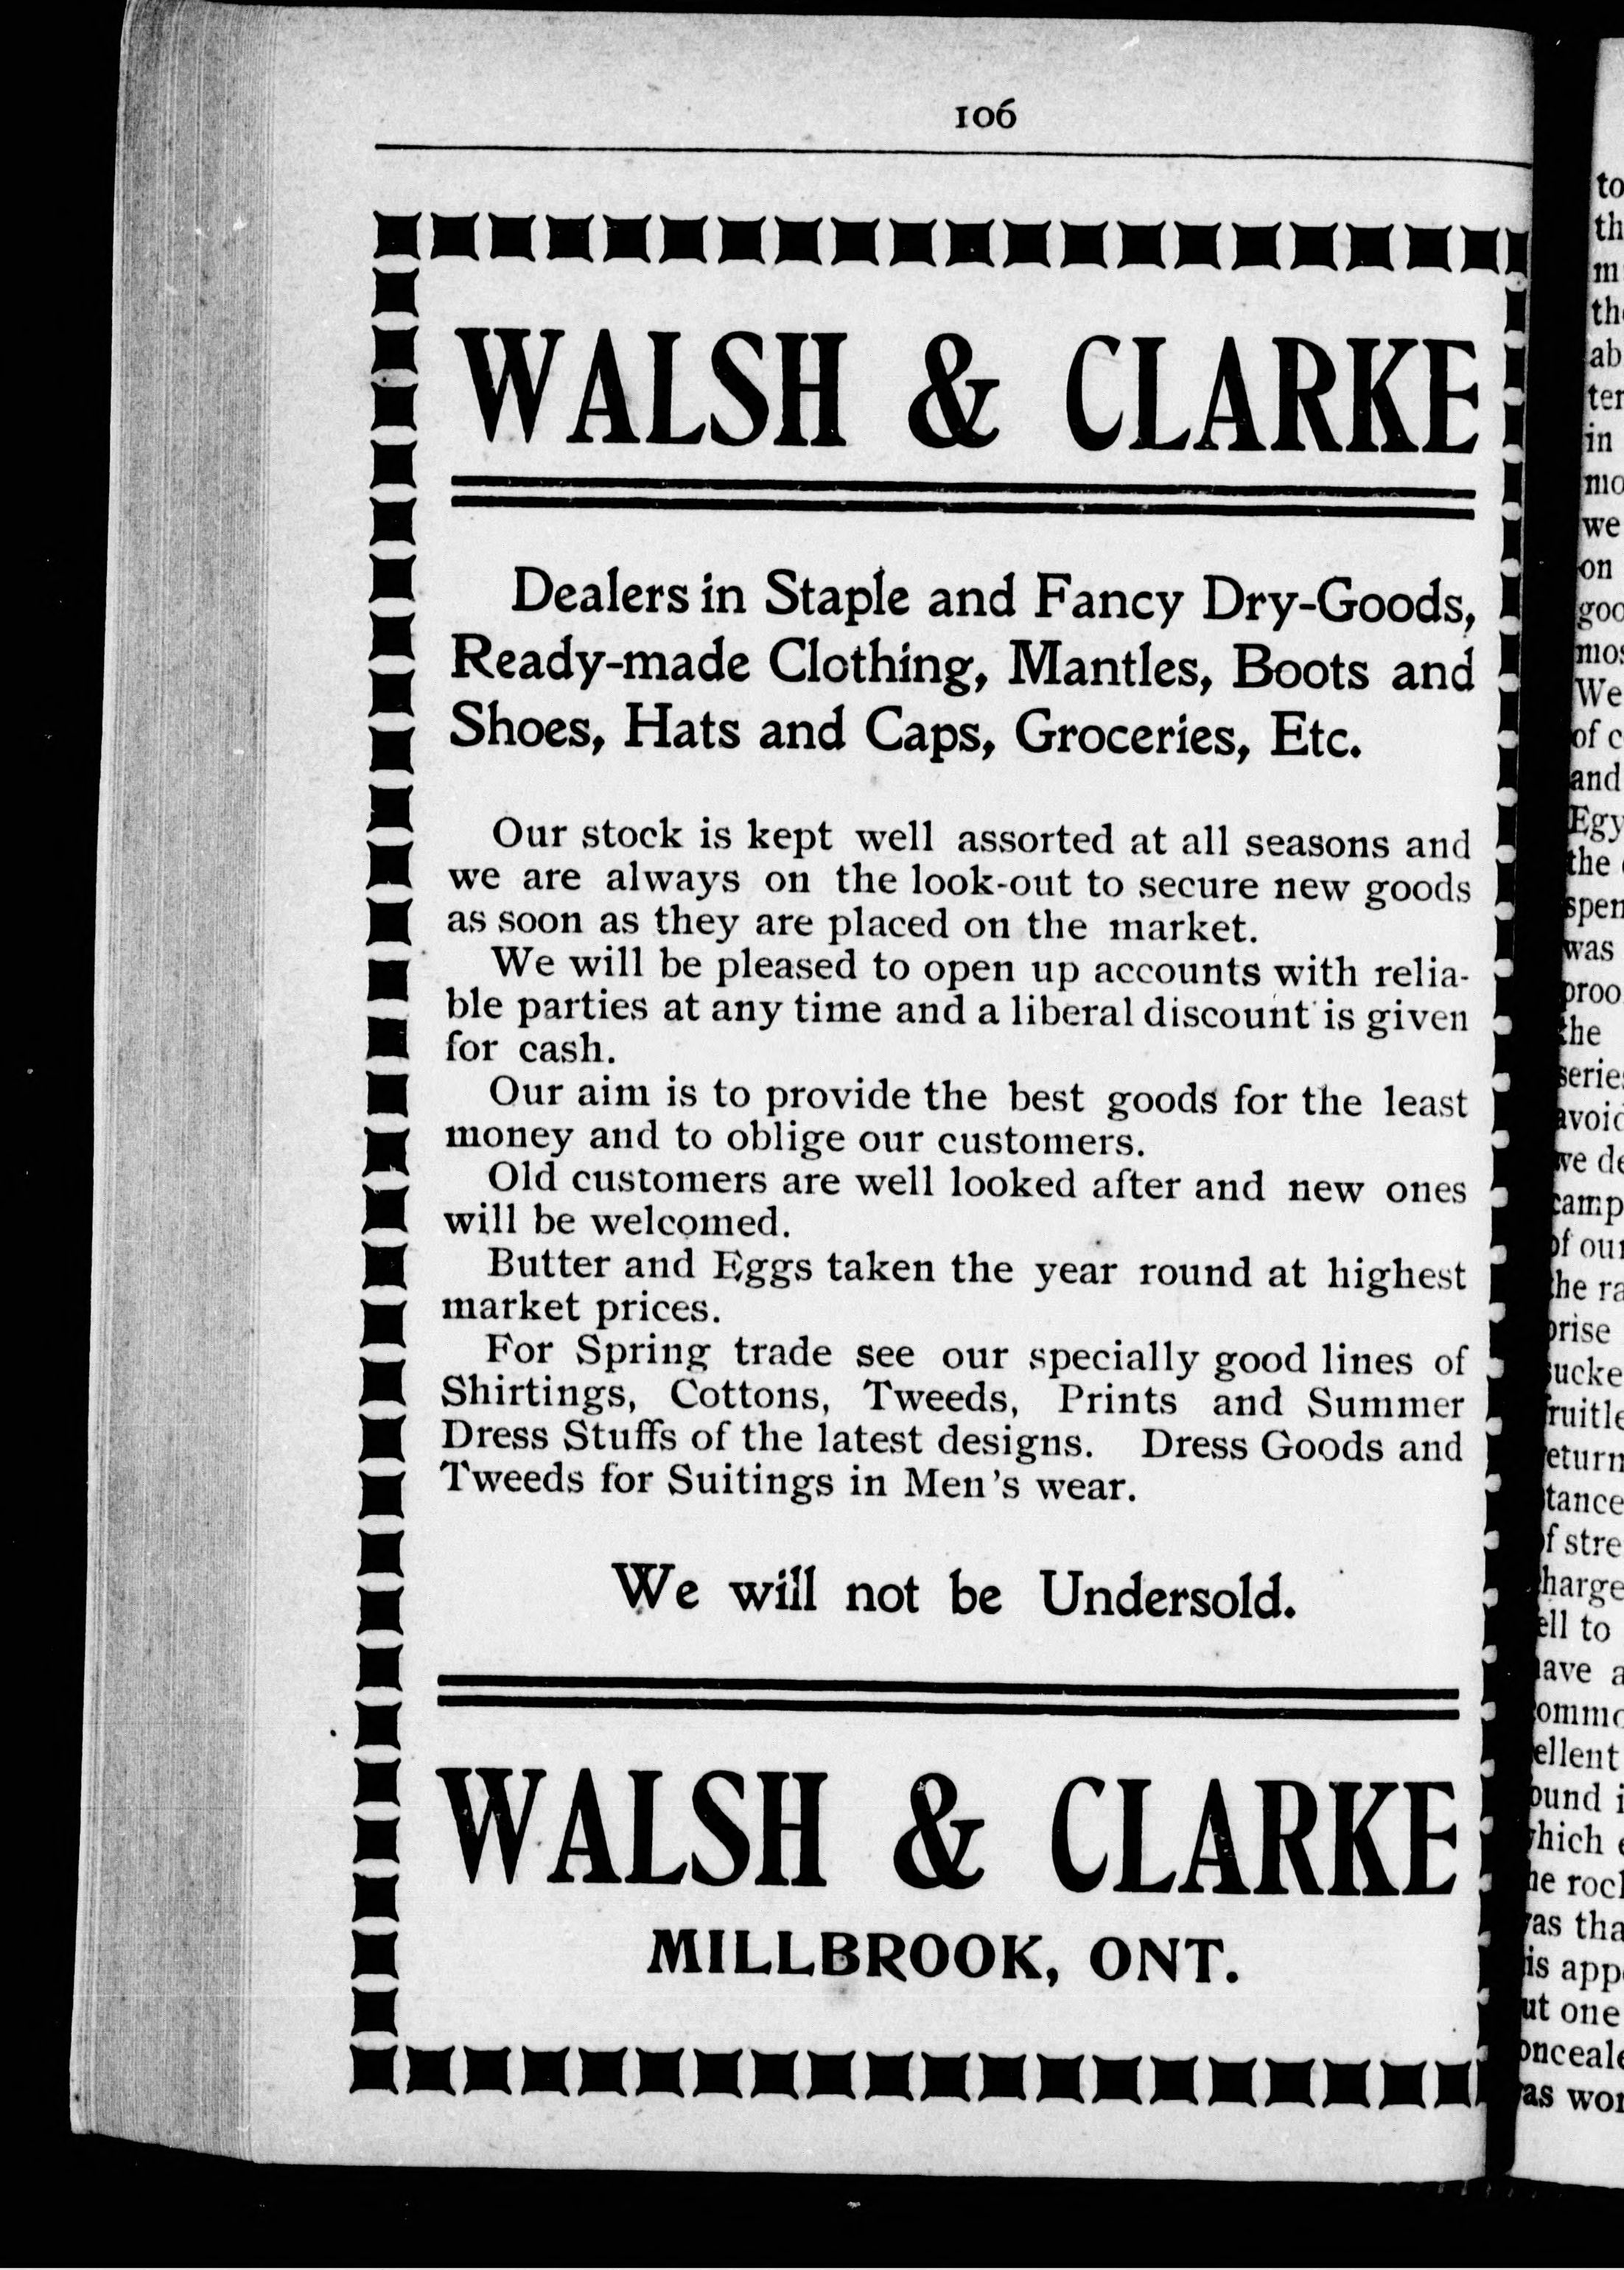 106
WALSH & CLARKE
Dealers in Staple and Fancy Dry-Goods,
Ready-made Clothing, Mantles, Boots and
Shoes, Hats and Caps, Groceries, Etc.
Our stock is kept well assorted at all seasons and
we are always on the look-out to secure new goods
as soon as they are placed on the market.
We will be pleased to open up accounts with relia-
ble parties at any time and a liberal discount is given
for cash.
Our aim is to provide the best goods for the least
money and to oblige our customers.
Old customers are well looked after and new ones
will be welcomed.
Butter and Eggs taken the year round at highest
market prices.
For Spring trade see our specially good lines of
Shirtings, Cottons, Tweeds, Prints and Summer
Dress Stuffs of the latest designs. Dress Goods and
Tweeds for Suitings in Men's wear.
We will not be Undersold.
WALSH & CLARKE
MILLBROOK, ONT.